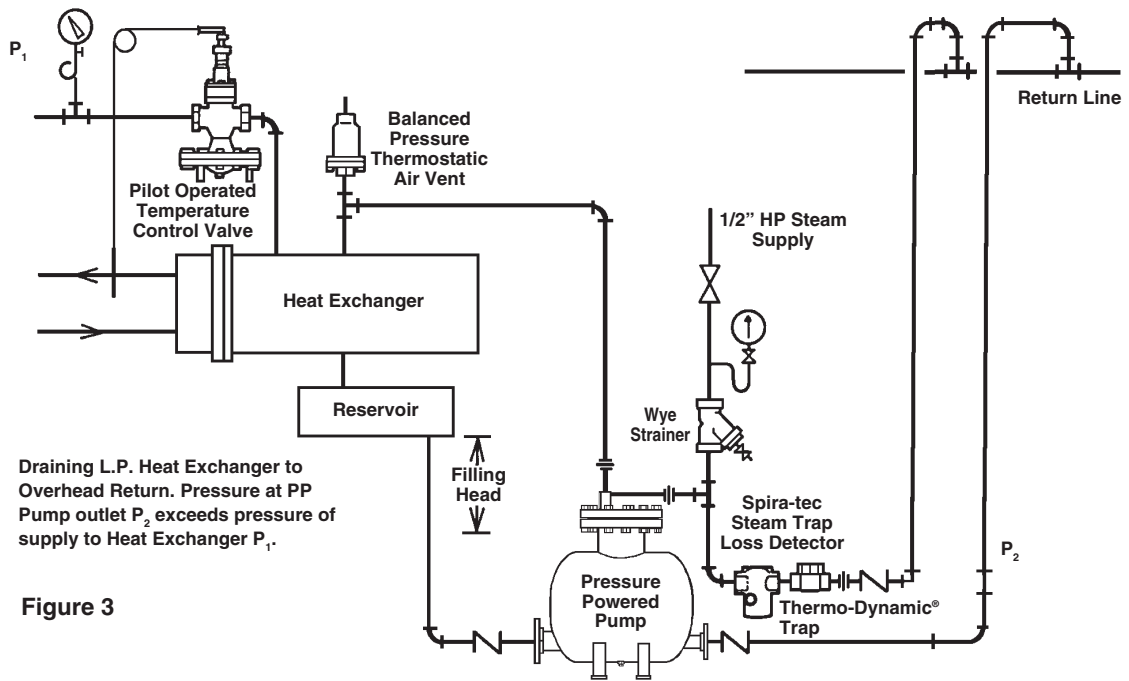 P₁
Pilot Operated
Temperature
Control Valve
Balanced
Pressure
Thermostatic
Air Vent
Return Line
1/2” HP Steam
Supply
Heat Exchanger
Reservoir
Wye
Strainer
Filling
Head
Draining L.P. Heat Exchanger to
Overhead Return. Pressure at PP
Pump outlet P₂ exceeds pressure of
supply to Heat Exchanger P₁.
Spira-tec
Steam Trap
Loss Detector
P₂
Pressure
Powered
Pump
Thermo-Dynamic®
Trap
Figure 3